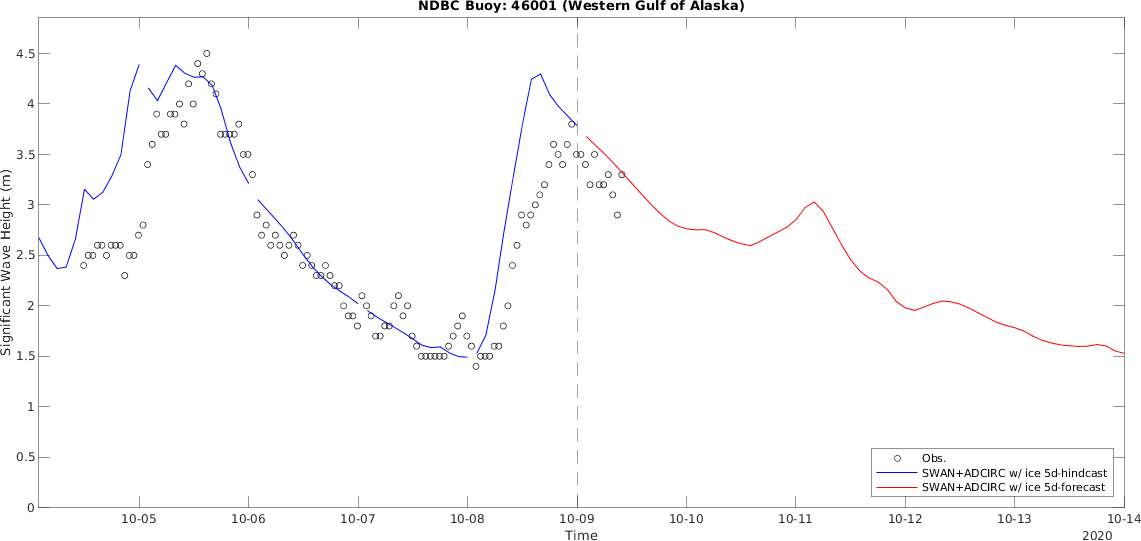 NDBC Buoy: 46001 (Western Gulf of Alaska)
Significant Wave Height (m)
4.5
4
3.5
3
2.5
2
1.5
1
0.5
0
Obs.
SWAN+ADCIRC w/ ice 5d-hindcast
SWAN+ADCIRC w/ ice 5d-forecast
10-05 10-06 10-07 10-08 10-09 10-10 10-11 10-12 10-13 10-14
Time
2020